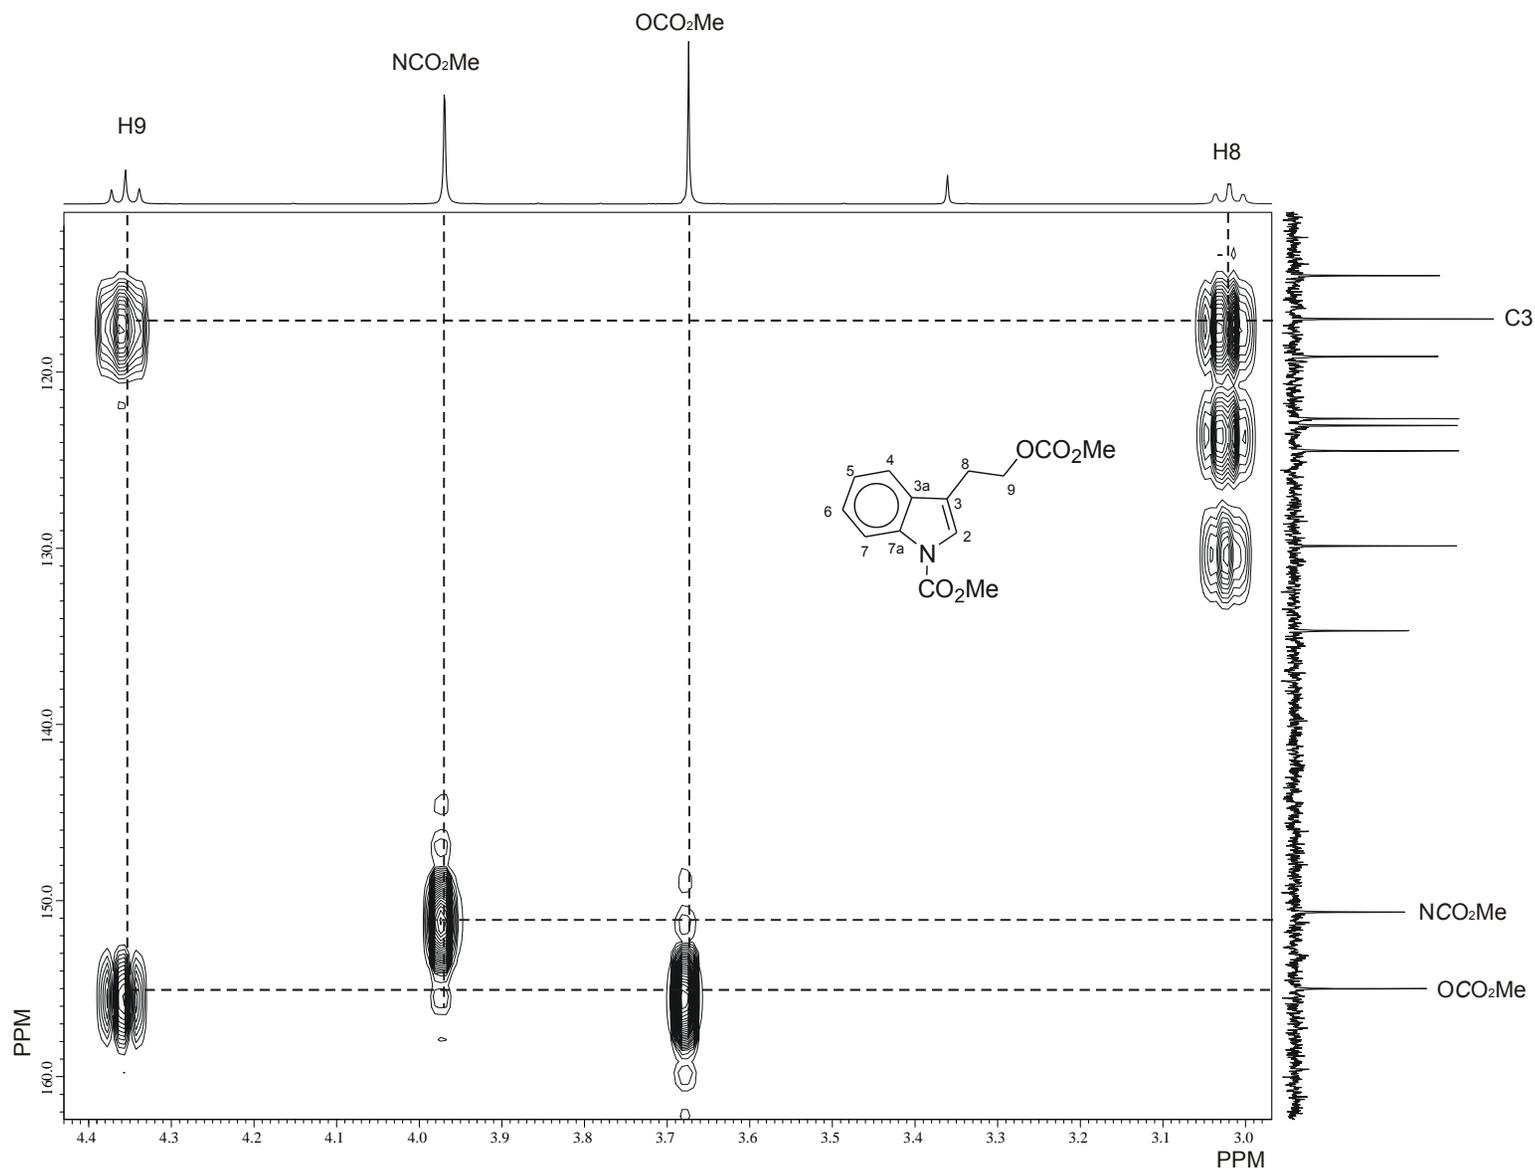 OCO₂Me
NCO₂Me
H9
H8
C3
120.0
130.0
140.0
150.0
160.0
4
5
6
7
7a
3a
3
2
8
9
N
OCO₂Me
CO₂Me
NCO₂Me
OCO₂Me
PPM
4.4 4.3 4.2 4.1 4.0 3.9 3.8 3.7 3.6 3.5 3.4 3.3 3.2 3.1 3.0
PPM